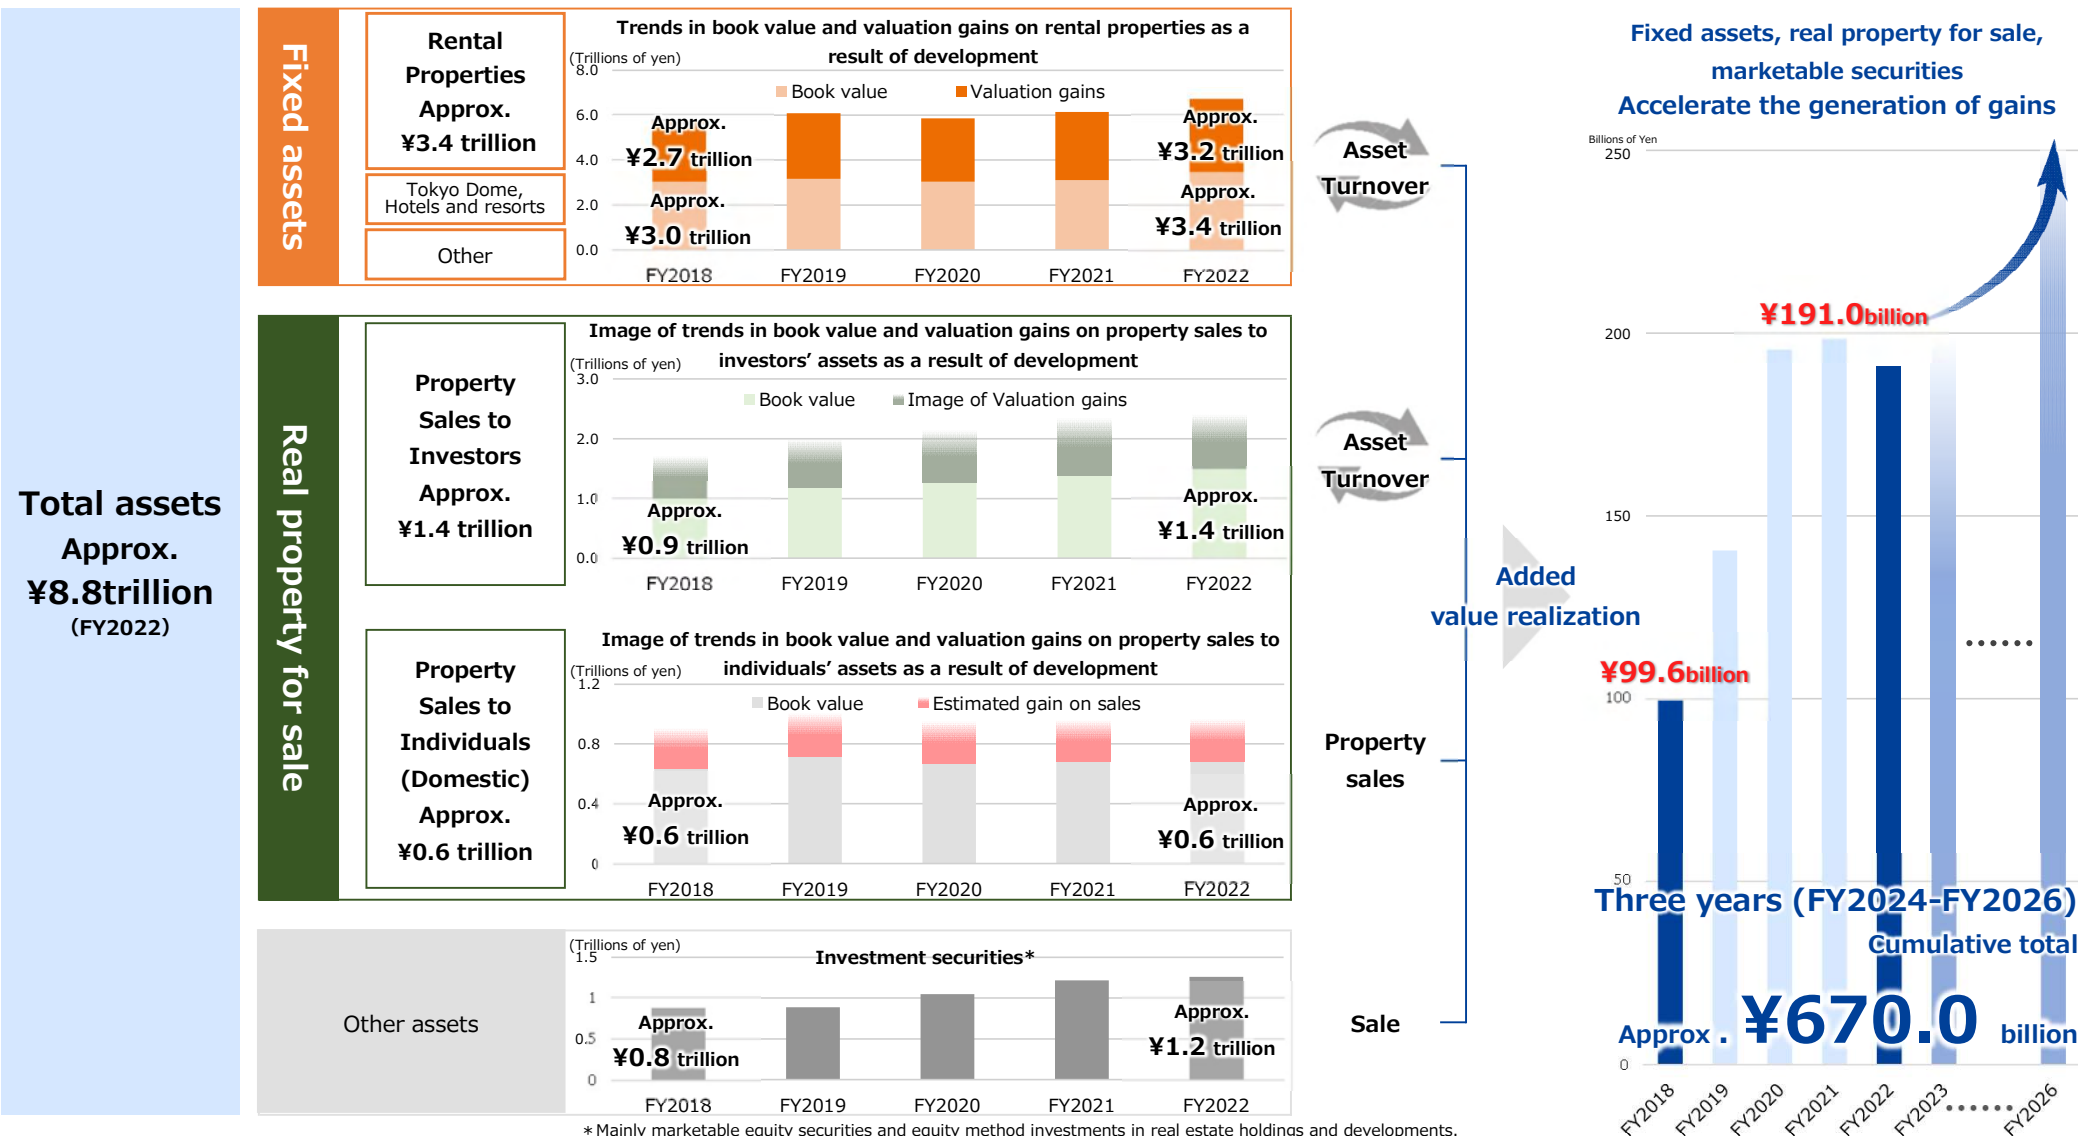 Total assets
Approx.
¥8.8trillion
(FY2022)
Fixed assets
Rental
Properties
Approx.
¥3.4 trillion
Tokyo Dome,
Hotels and resorts
Other
Trends in book value and valuation gains on rental properties as a
result of development
(Trillions of yen)
8.0
6.0
4.0
2.0
0.0
Book value
Valuation gains
Approx.
¥2.7 trillion
Approx.
¥3.0 trillion
Approx.
¥3.2 trillion
Approx.
¥3.4 trillion
FY2018
FY2019
FY2020
FY2021
FY2022
Asset
Turnover
Real property for sale
Property
Sales to
Investors
Approx.
¥1.4 trillion
Image of trends in book value and valuation gains on property sales to
investors’ assets as a result of development
(Trillions of yen)
3.0
2.0
1.0
0.0
Book value
Image of Valuation gains
Approx.
¥0.9 trillion
Approx.
¥1.4 trillion
FY2018
FY2019
FY2020
FY2021
FY2022
Asset
Turnover
Property
Sales to
Individuals
(Domestic)
Approx.
¥0.6 trillion
Image of trends in book value and valuation gains on property sales to
individuals’ assets as a result of development
(Trillions of yen)
1.2
0.8
0.4
0
Book value
Estimated gain on sales
Approx.
¥0.6 trillion
Approx.
¥0.6 trillion
FY2018
FY2019
FY2020
FY2021
FY2022
Property
sales
Other assets
(Trillions of yen)
Investment securities*
1.5
1
0.5
0
Approx.
¥0.8 trillion
Approx.
¥1.2 trillion
FY2018
FY2019
FY2020
FY2021
FY2022
Sale
*Mainly marketable equity securities and equity method investments in real estate holdings and developments.
Added
value realization
Fixed assets, real property for sale,
marketable securities
Accelerate the generation of gains
Billions of Yen
250
200
150
100
50
0
¥191.0billion
¥99.6billion
......
Three years (FY2024-FY2026)
Cumulative total
Approx. ¥670.0 billion
FY2018
FY2019
FY2020
FY2021
FY2022
FY2023
......
FY2026